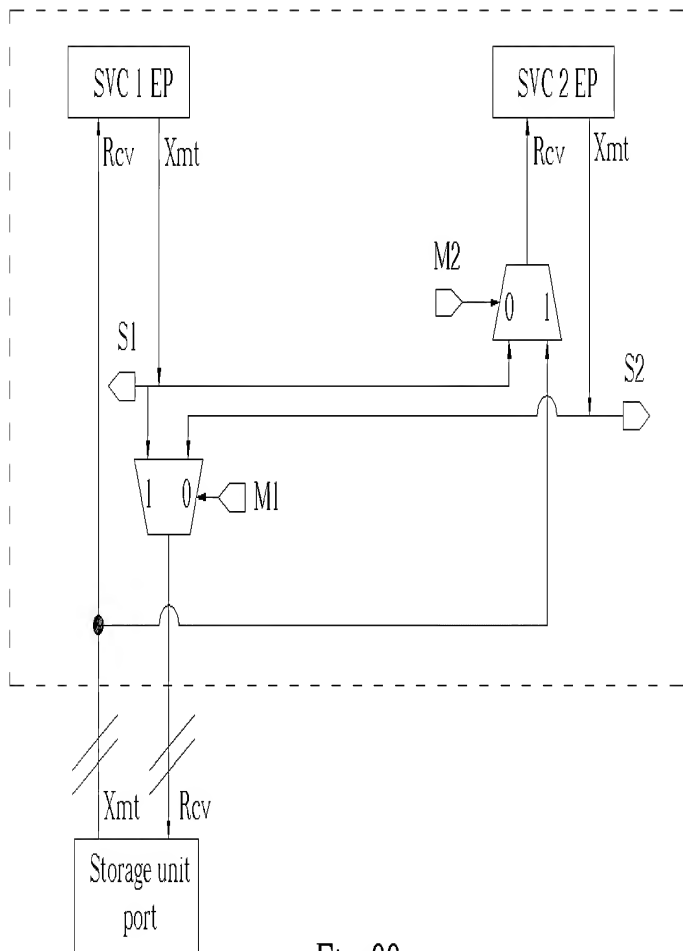 SVC 1 EP
SVC 2 EP
Rcv
Xmt
Rcv
Xmt
M2
0 1
S1
S2
1 0
M1
Xmt
Rcv
Storage unit
port